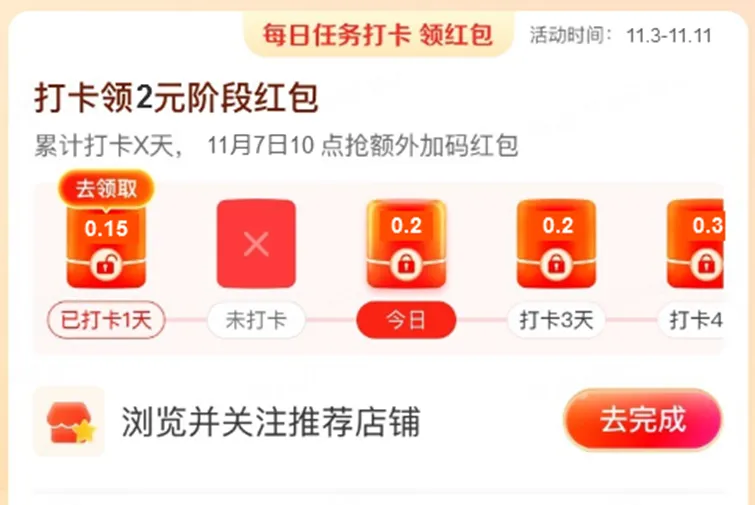 每日任务打卡 领红包
活动时间: 11.3-11.11
打卡领2元阶段红包
累计打卡X天, 11月7日10 点抢额外加码红包
去领取
0.15
0.2
0.2
0.3
已打卡1天
未打卡
今日
打卡3天
打卡4
浏览并关注推荐店铺
去完成